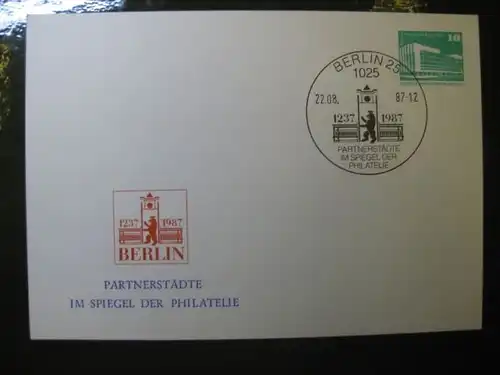 10
BERLIN 25
1025
22.08. 87-12
1237 1987
PARTNERSTÄDTE
IM SPIEGEL DER
PHILATELIE
1237 1987
BERLIN
PARTNERSTÄDTE
IM SPIEGEL DER PHILATELIE